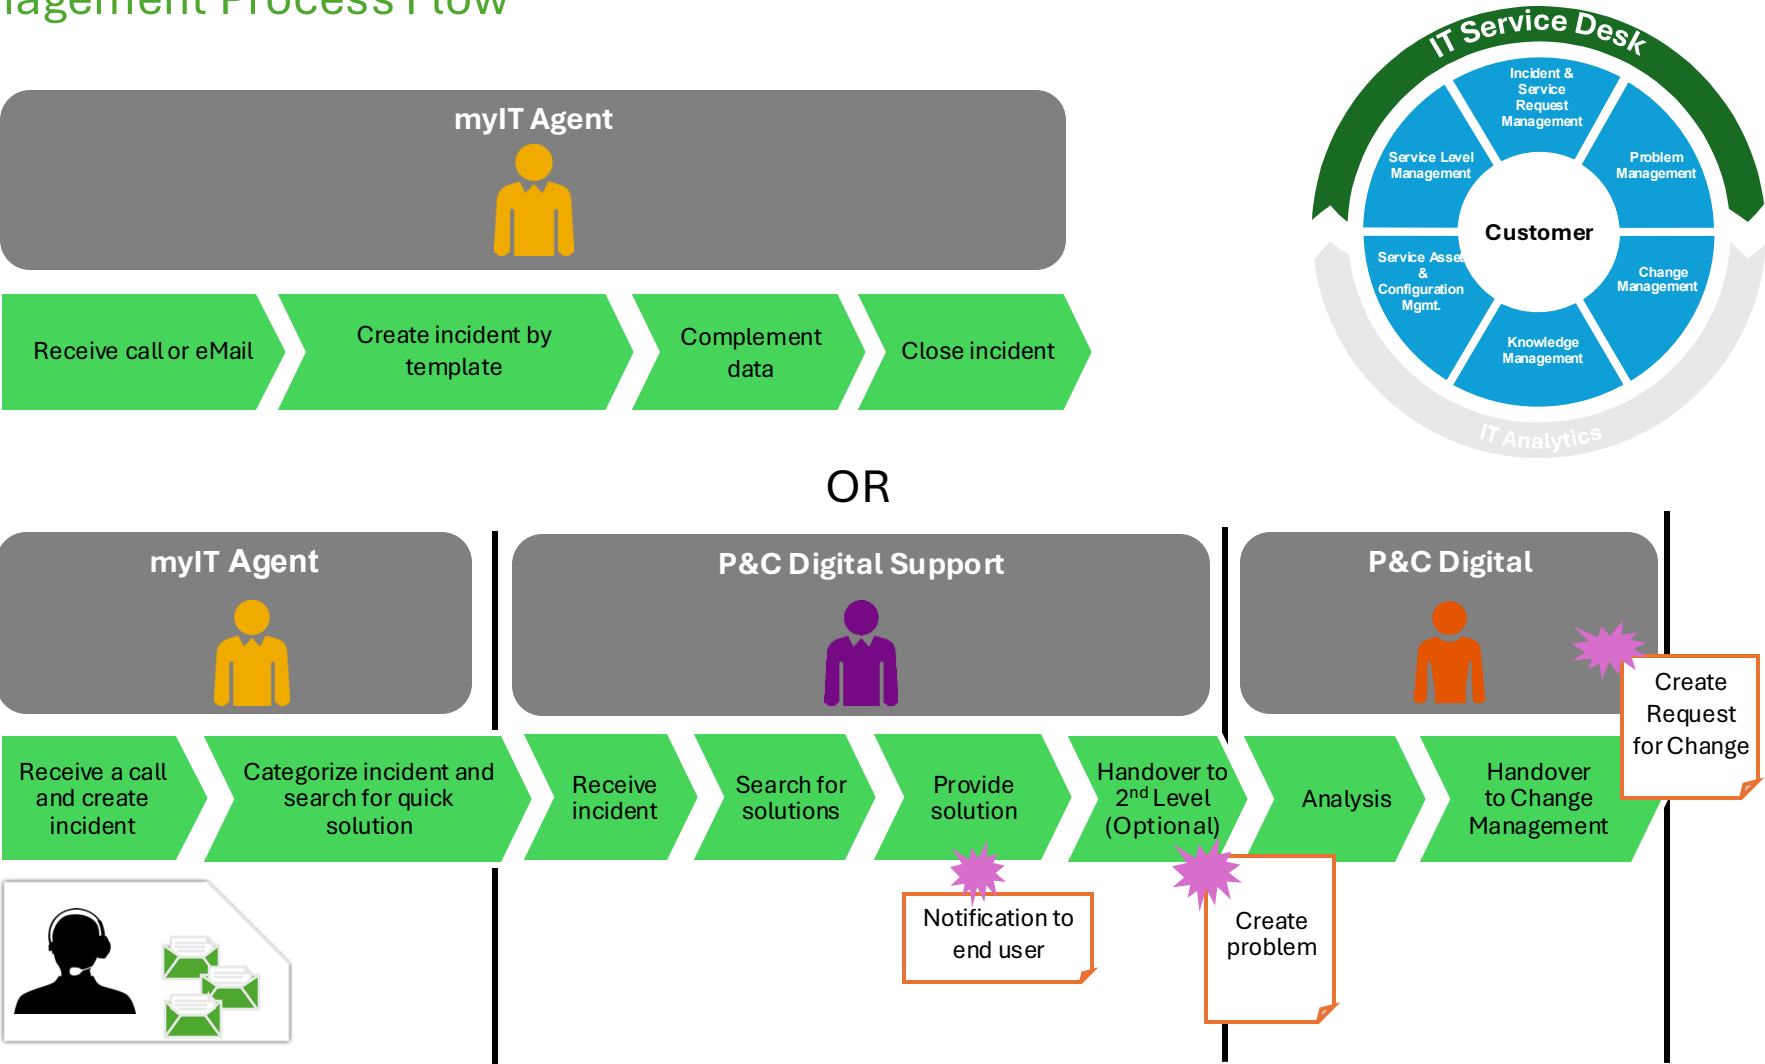 nagement Process Flow
IT Service Desk
Incident &
Service
Request
Management
Service Level
Management
Problem
Management
Customer
Service Asset
&
Configuration
Mgmt.
Change
Management
Knowledge
Management
IT Analytics
myIT Agent
Receive call or eMail
Create incident by
template
Complement
data
Close incident
OR
myIT Agent
P&C Digital Support
P&C Digital
Create
Request
for Change
Receive a call
and create
incident
Categorize incident and
search for quick
solution
Receive
incident
Search for
solutions
Provide
solution
Handover to
2nd Level
(Optional)
Analysis
Handover
to Change
Management
Notification to
end user
Create
problem